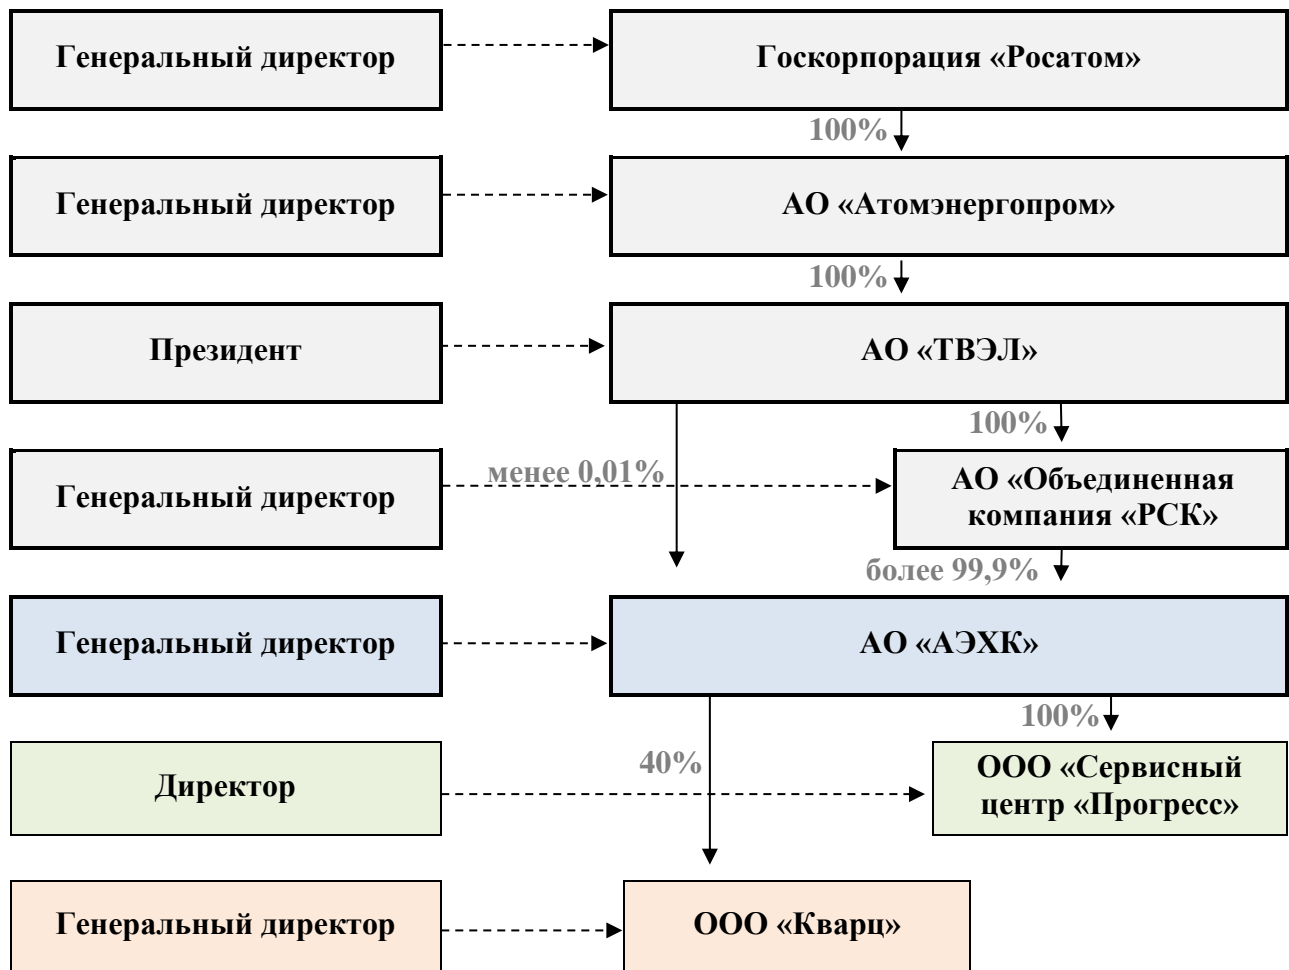 Генеральный директор
Госкорпорация «Росатом»
100%
Генеральный директор
АО «Атомэнергопром»
100%
Президент
АО «ТВЭЛ»
100%
менее 0,01%
Генеральный директор
АО «Объединенная
компания «РСК»
более 99,9%
Генеральный директор
АО «АЭХК»
100%
40%
Директор
ООО «Сервисный
центр «Прогресс»
Генеральный директор
ООО «Кварц»